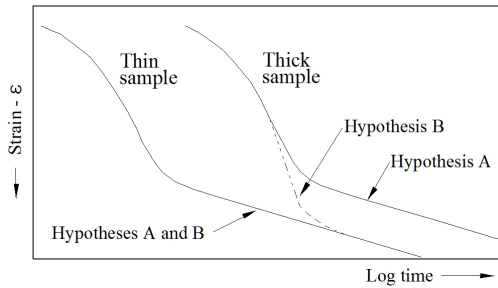 Thin
sample
Thick
sample
Hypothesis B
Hypothesis A
Hypotheses A and B
Strain - ε
Log time